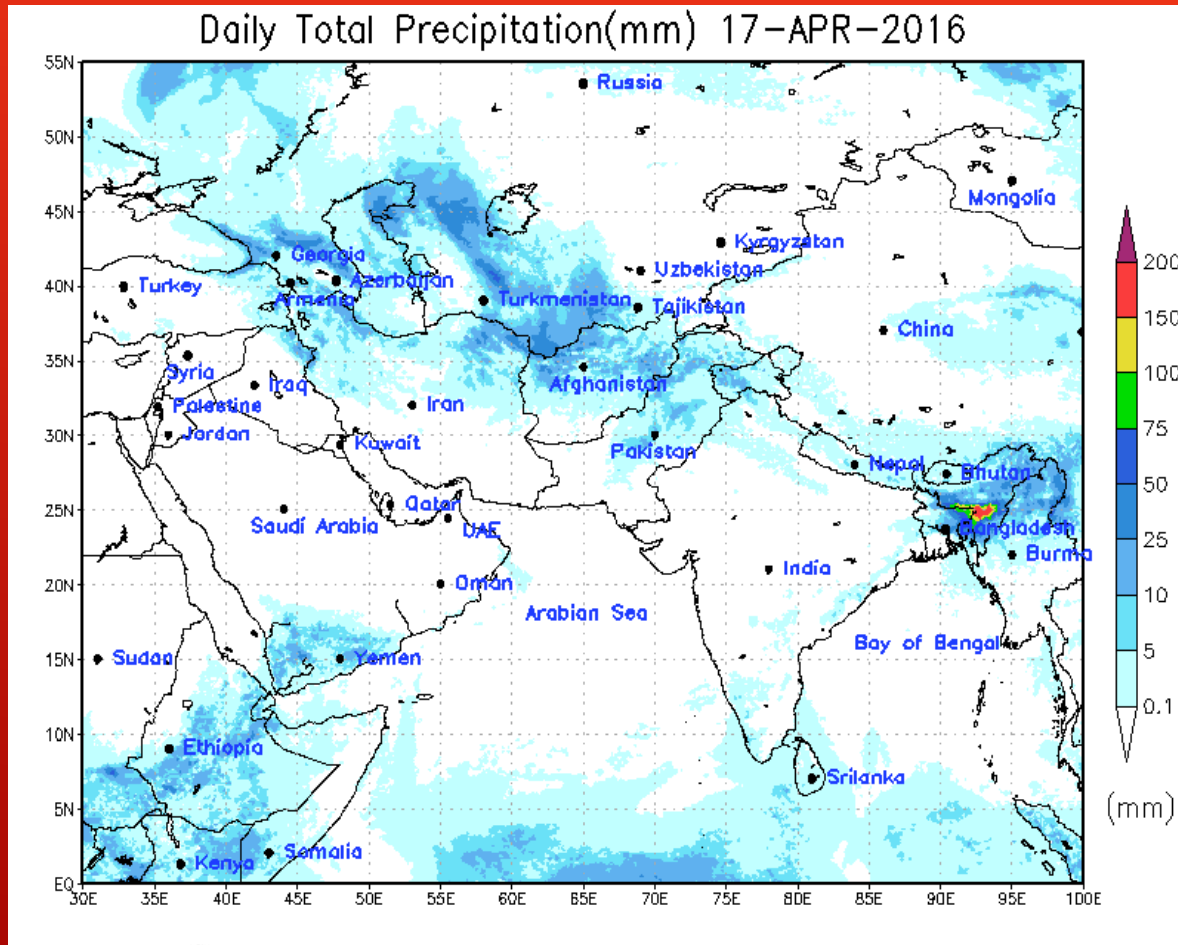 Daily Total Precipitation(mm) 17-APR-2016
55N
Russia
50N
Mongolia
45N
Kyrgyzstan
Georgia
Uzbekistan
200
Azerbaijan
40N
Turkey
Armenia
Turkmenistan
Tajikistan
150
China
35N
Syria
Iraq
Afghanistan
100
Palestine
Iran
30N
Jordan
Kuwait
Pakistan
75
Nepal
Bhutan
50
25N
Qatar
Saudi Arabia
UAE
Bangladesh
Burma
25
20N
Oman
India
10
Arabian Sea
Bay of Bengal
15N
Sudan
Yemen
5
0.1
10N
Ethiopia
Srilanka
5N
(mm)
Somalia
Kenya
EQ
30E 35E 40E 45E 50E 55E 60E 65E 70E 75E 80E 85E 90E 95E 100E